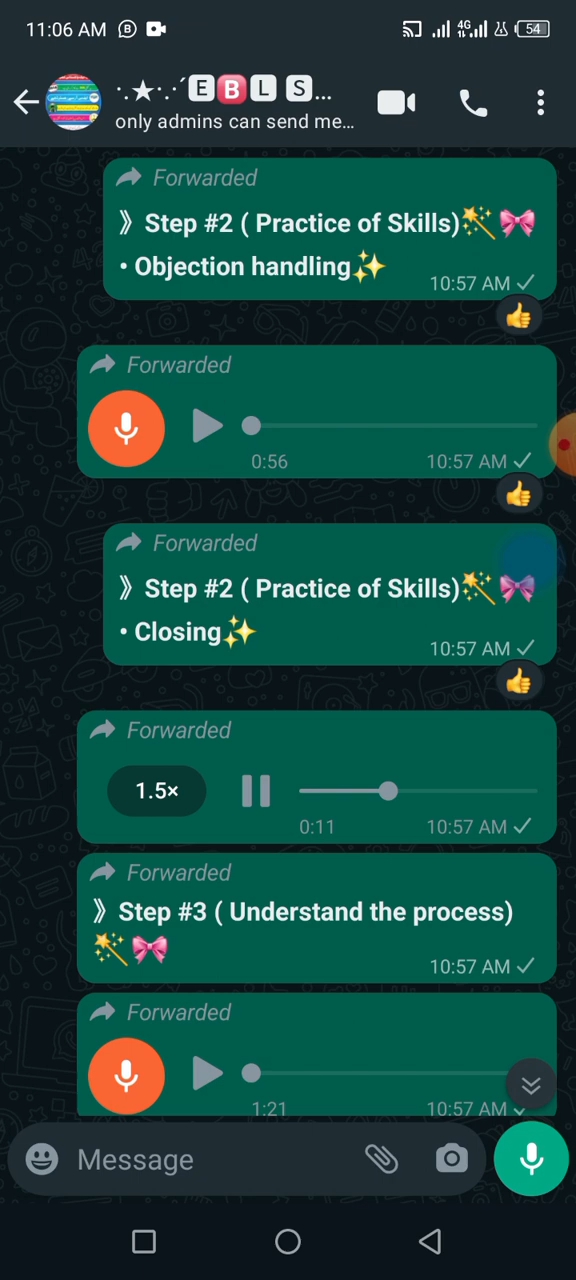 11:06 AM
4G
54
·.★·.·´🄴🅱🄻 🅂...
only admins can send me...
Forwarded
》 Step #2 ( Practice of Skills)🪄🎀
• Objection handling✨
10:57 AM
Forwarded
0:56
10:57 AM
Forwarded
》 Step #2 ( Practice of Skills)🪄🎀
• Closing✨
10:57 AM
Forwarded
1.5×
0:11
10:57 AM
Forwarded
》 Step #3 ( Understand the process)
🪄🎀
10:57 AM
Forwarded
1:21
10:57 AM
Message